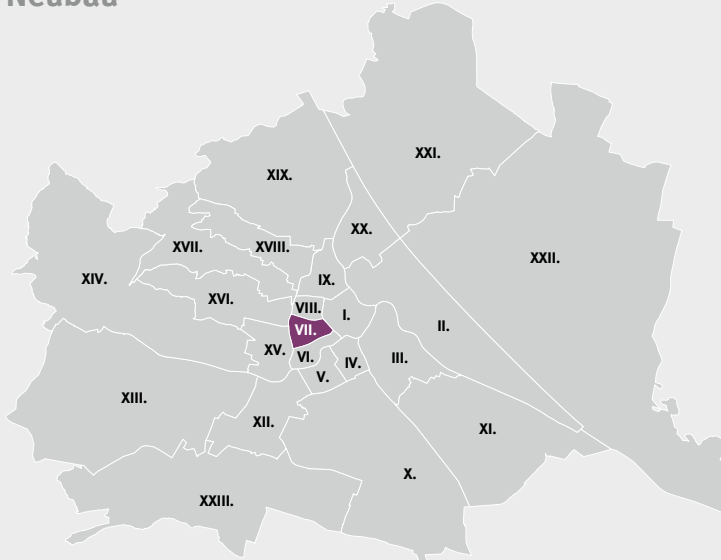 Neubau
XXI.
XIX.
XX.
XVII.
XVIII.
XXII.
XIV.
IX.
XVI.
VIII.
I.
II.
VII.
XV.
VI.
IV.
III.
V.
XIII.
XII.
XI.
X.
XXIII.